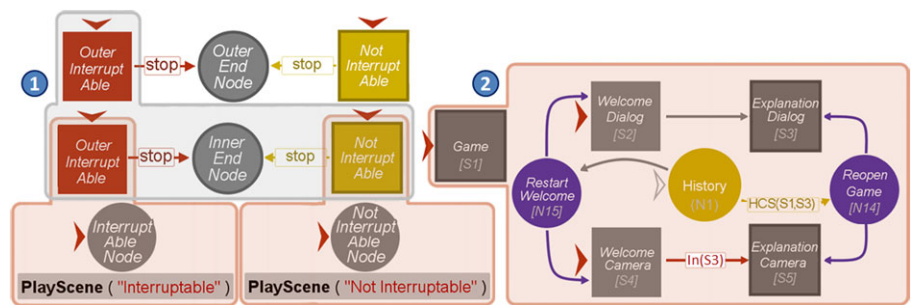 1
Outer
Interrupt
Able
stop
Outer
End
Node
stop
Not
Interrupt
Able
Outer
Interrupt
Able
stop
Inner
End
Node
stop
Not
Interrupt
Able
Interrupt
Able
Node
PlayScene ( "Interruptable" )
Not
Interrupt
Able
Node
PlayScene ( "Not Interruptable" )
2
Game
[S1]
Welcome
Dialog
[S2]
Explanation
Dialog
[S3]
Restart
Welcome
[N15]
History
(N1)
HCS(S1,S3)
Reopen
Game
[N14]
Welcome
Camera
[S4]
In(S3)
Explanation
Camera
[S5]